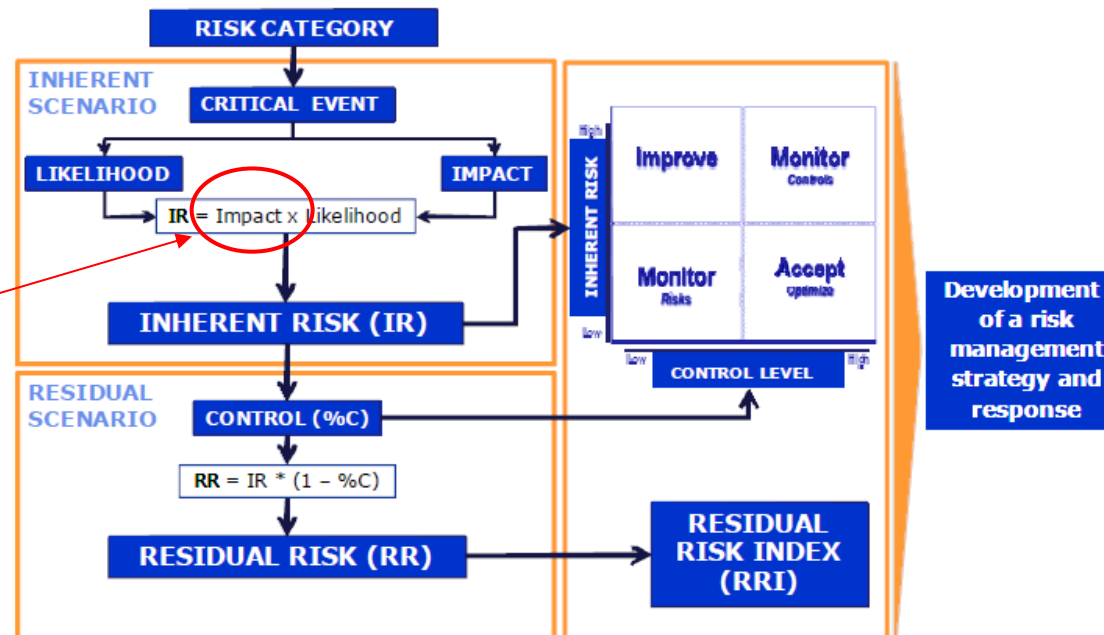 RISK CATEGORY
INHERENT
SCENARIO
CRITICAL EVENT
LIKELIHOOD
IMPACT
IR = Impact x Likelihood
INHERENT RISK (IR)
RESIDUAL
SCENARIO
CONTROL (%C)
RR = IR * (1 – %C)
RESIDUAL RISK (RR)
High
INHERENT RISK
Low
Improve
Monitor
Controls
Monitor
Risks
Accept
Optimize
Low
High
CONTROL LEVEL
RESIDUAL
RISK INDEX
(RRI)
Development
of a risk
management
strategy and
response